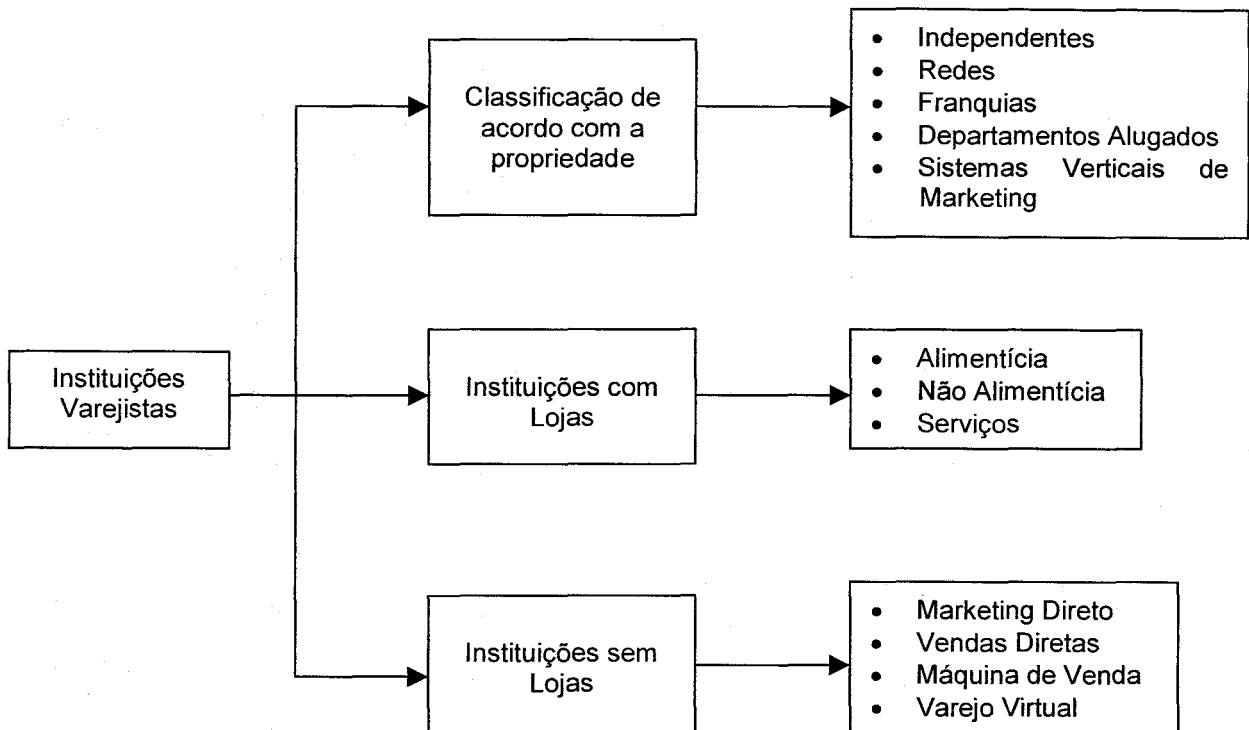 Instituições
Varejistas
Classificação de
acordo com a
propriedade
• Independentes
• Redes
• Franquias
• Departamentos Alugados
• Sistemas Verticais de
Marketing
Instituições com
Lojas
• Alimentícia
• Não Alimentícia
• Serviços
Instituições sem
Lojas
• Marketing Direto
• Vendas Diretas
• Máquina de Venda
• Varejo Virtual